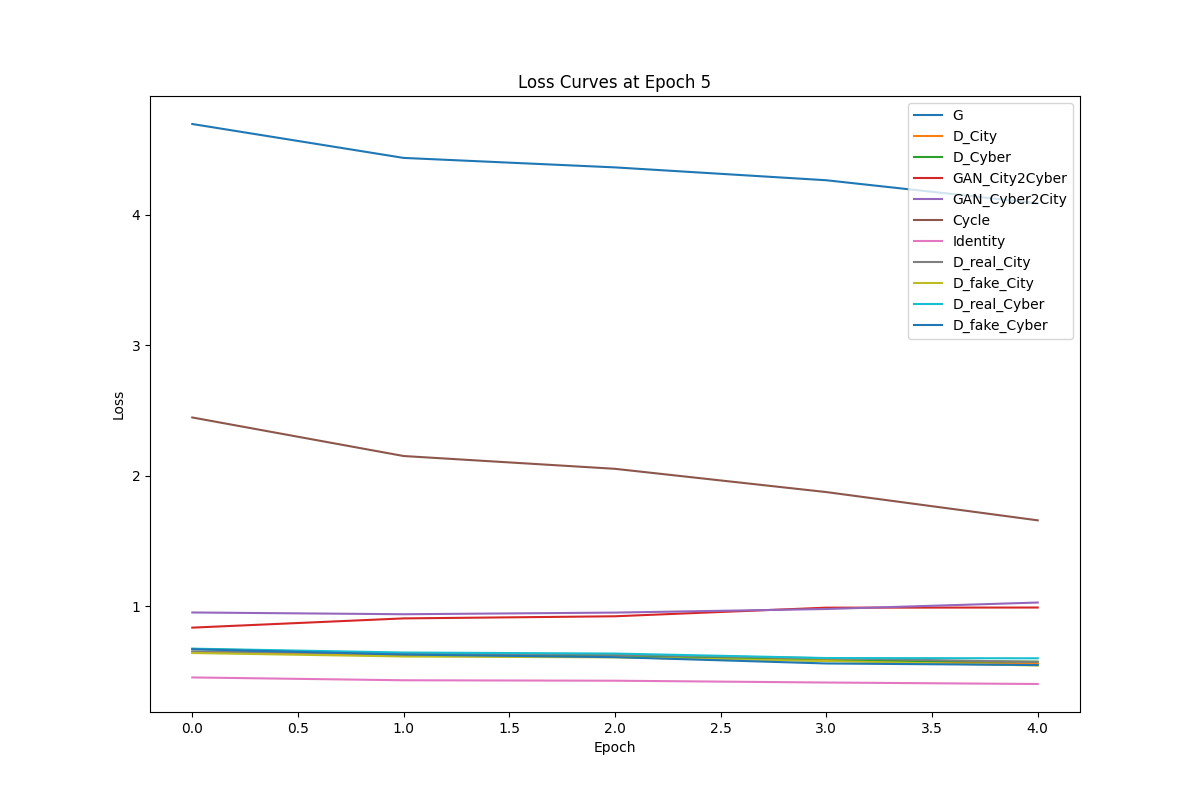 Loss Curves at Epoch 5
G
D_City
D_Cyber
GAN_City2Cyber
GAN_Cyber2City
Cycle
Identity
D_real_City
D_fake_City
D_real_Cyber
D_fake_Cyber
4
3
2
1
Loss
0.0 0.5 1.0 1.5 2.0 2.5 3.0 3.5 4.0
Epoch